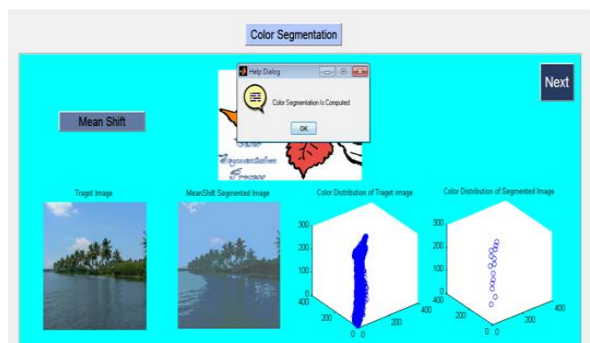 Color Segmentation
Help Dialog
Color Segmentation Is Computed
OK
Next
Mean Shift
Segmentation
Process
Traget Image
MeanShift Segmented Image
Color Distribution of Traget image
Color Distribution of Segmented Image
300
200
100
0
400
200
0
0
200
400
300
200
100
0
400
200
0
0
200
400